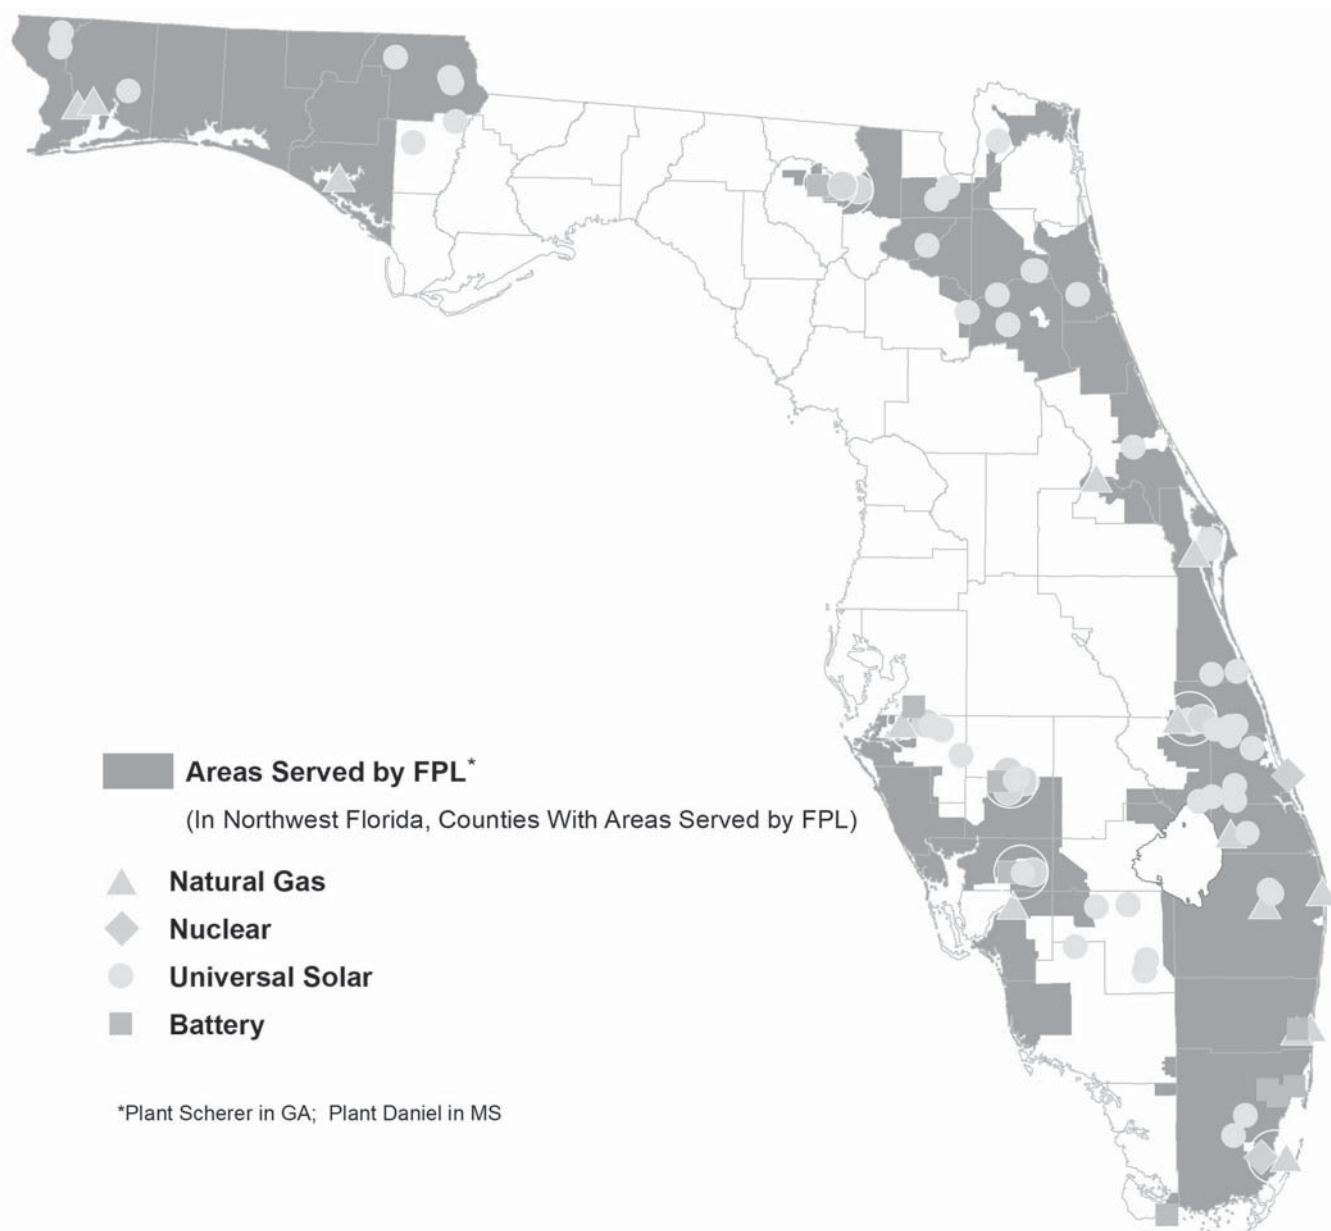 Areas Served by FPL*
(In Northwest Florida, Counties With Areas Served by FPL)
Natural Gas
Nuclear
Universal Solar
Battery
*Plant Scherer in GA; Plant Daniel in MS